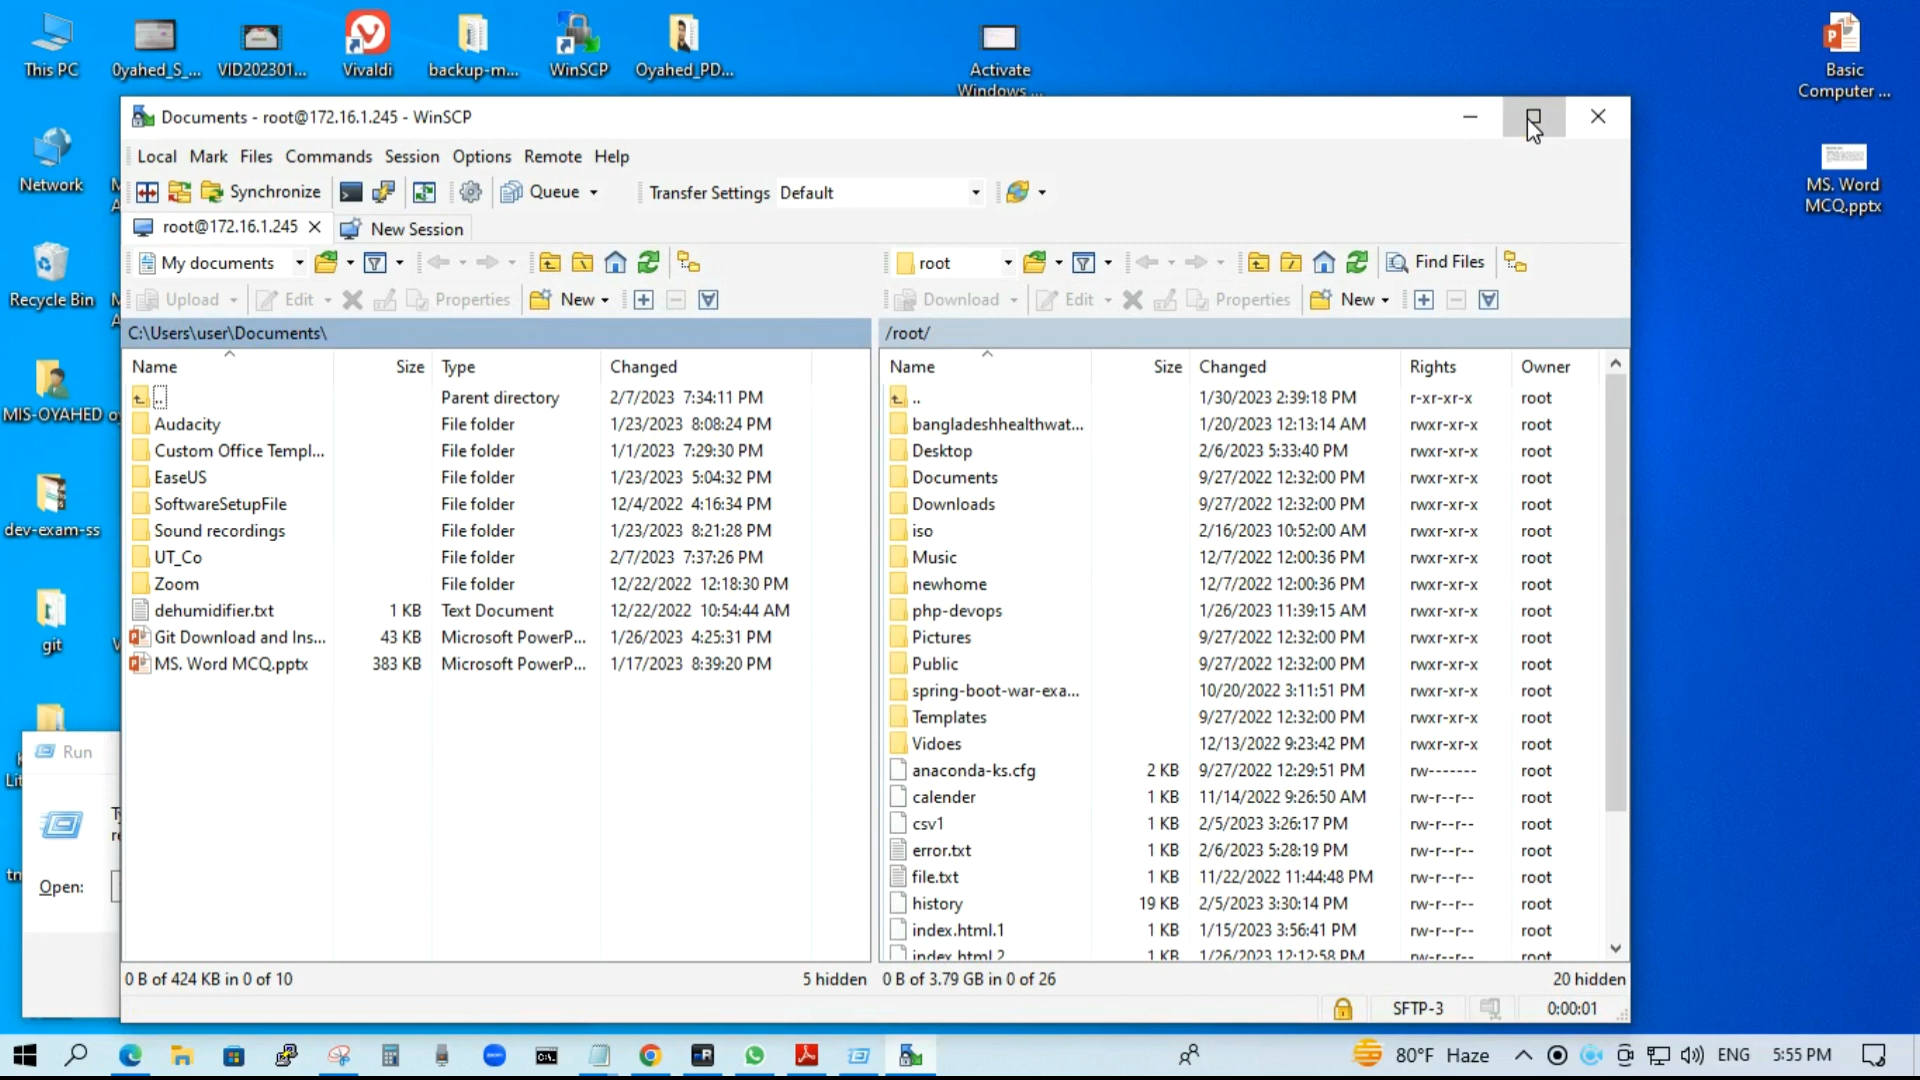 This PC
0yahed_S_...
VID202301...
Vivaldi
backup-m...
WinSCP
Oyahed_PD...
Activate
Windows ...
Basic
Computer ...
Network
Recycle Bin
MIS-OYAHED
dev-exam-ss
git
MS. Word
MCQ.pptx
Documents - root@172.16.1.245 - WinSCP
Local Mark Files Commands Session Options Remote Help
Synchronize Queue Transfer Settings Default
root@172.16.1.245 New Session
My documents
root Find Files
Upload Edit Properties New
Download Edit Properties New
C:\Users\user\Documents\
Name Size Type Changed
.. Parent directory 2/7/2023 7:34:11 PM
Audacity File folder 1/23/2023 8:08:24 PM
Custom Office Templ... File folder 1/1/2023 7:29:30 PM
EaseUS File folder 1/23/2023 5:04:32 PM
SoftwareSetupFile File folder 12/4/2022 4:16:34 PM
Sound recordings File folder 1/23/2023 8:21:28 PM
UT_Co File folder 2/7/2023 7:37:26 PM
Zoom File folder 12/22/2022 12:18:30 PM
dehumidifier.txt 1 KB Text Document 12/22/2022 10:54:44 AM
Git Download and Ins... 43 KB Microsoft PowerP... 1/26/2023 4:25:31 PM
MS. Word MCQ.pptx 383 KB Microsoft PowerP... 1/17/2023 8:39:20 PM
0 B of 424 KB in 0 of 10 5 hidden
/root/
Name Size Changed Rights Owner
.. 1/30/2023 2:39:18 PM r-xr-xr-x root
bangladeshhealthwat... 1/20/2023 12:13:14 AM rwxr-xr-x root
Desktop 2/6/2023 5:33:40 PM rwxr-xr-x root
Documents 9/27/2022 12:32:00 PM rwxr-xr-x root
Downloads 9/27/2022 12:32:00 PM rwxr-xr-x root
iso 2/16/2023 10:52:00 AM rwxr-xr-x root
Music 12/7/2022 12:00:36 PM rwxr-xr-x root
newhome 12/7/2022 12:00:36 PM rwxr-xr-x root
php-devops 1/26/2023 11:39:15 AM rwxr-xr-x root
Pictures 9/27/2022 12:32:00 PM rwxr-xr-x root
Public 9/27/2022 12:32:00 PM rwxr-xr-x root
spring-boot-war-exa... 10/20/2022 3:11:51 PM rwxr-xr-x root
Templates 9/27/2022 12:32:00 PM rwxr-xr-x root
Vidoes 12/13/2022 9:23:42 PM rwxr-xr-x root
anaconda-ks.cfg 2 KB 9/27/2022 12:29:51 PM rw------- root
calender 1 KB 11/14/2022 9:26:50 AM rw-r--r-- root
csv1 1 KB 2/5/2023 3:26:17 PM rw-r--r-- root
error.txt 1 KB 2/6/2023 5:28:19 PM rw-r--r-- root
file.txt 1 KB 11/22/2022 11:44:48 PM rw-r--r-- root
history 19 KB 2/5/2023 3:30:14 PM rw-r--r-- root
index.html.1 1 KB 1/15/2023 3:56:41 PM rw-r--r-- root
index.html.2 1 KB 1/26/2023 12:12:58 PM rw-r--r-- root
0 B of 3.79 GB in 0 of 26 20 hidden
SFTP-3 0:00:01
Run
Open:
80°F Haze ENG 5:55 PM